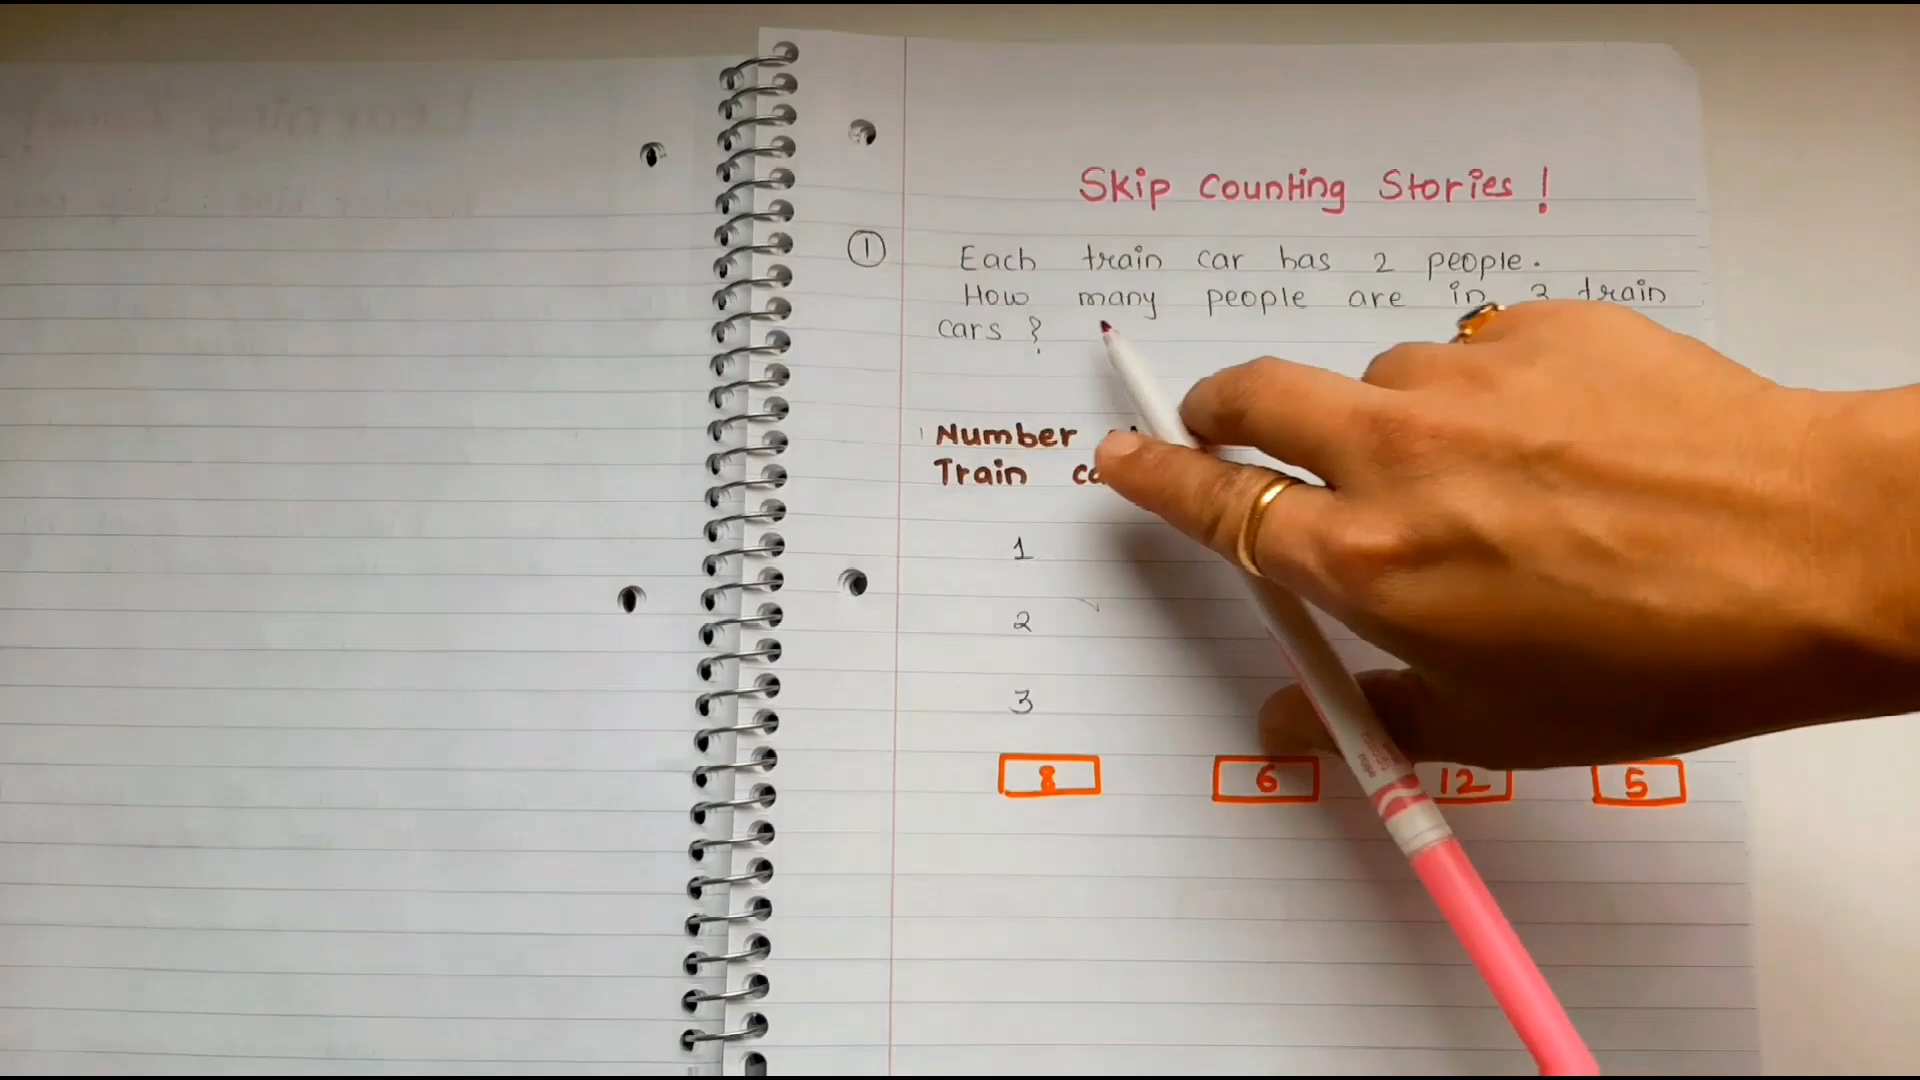 Skip Counting Stories !
① Each train car has 2 people.
How many people are in 3 train
cars ?
Number
Train
1
2
3
8 6 12 5